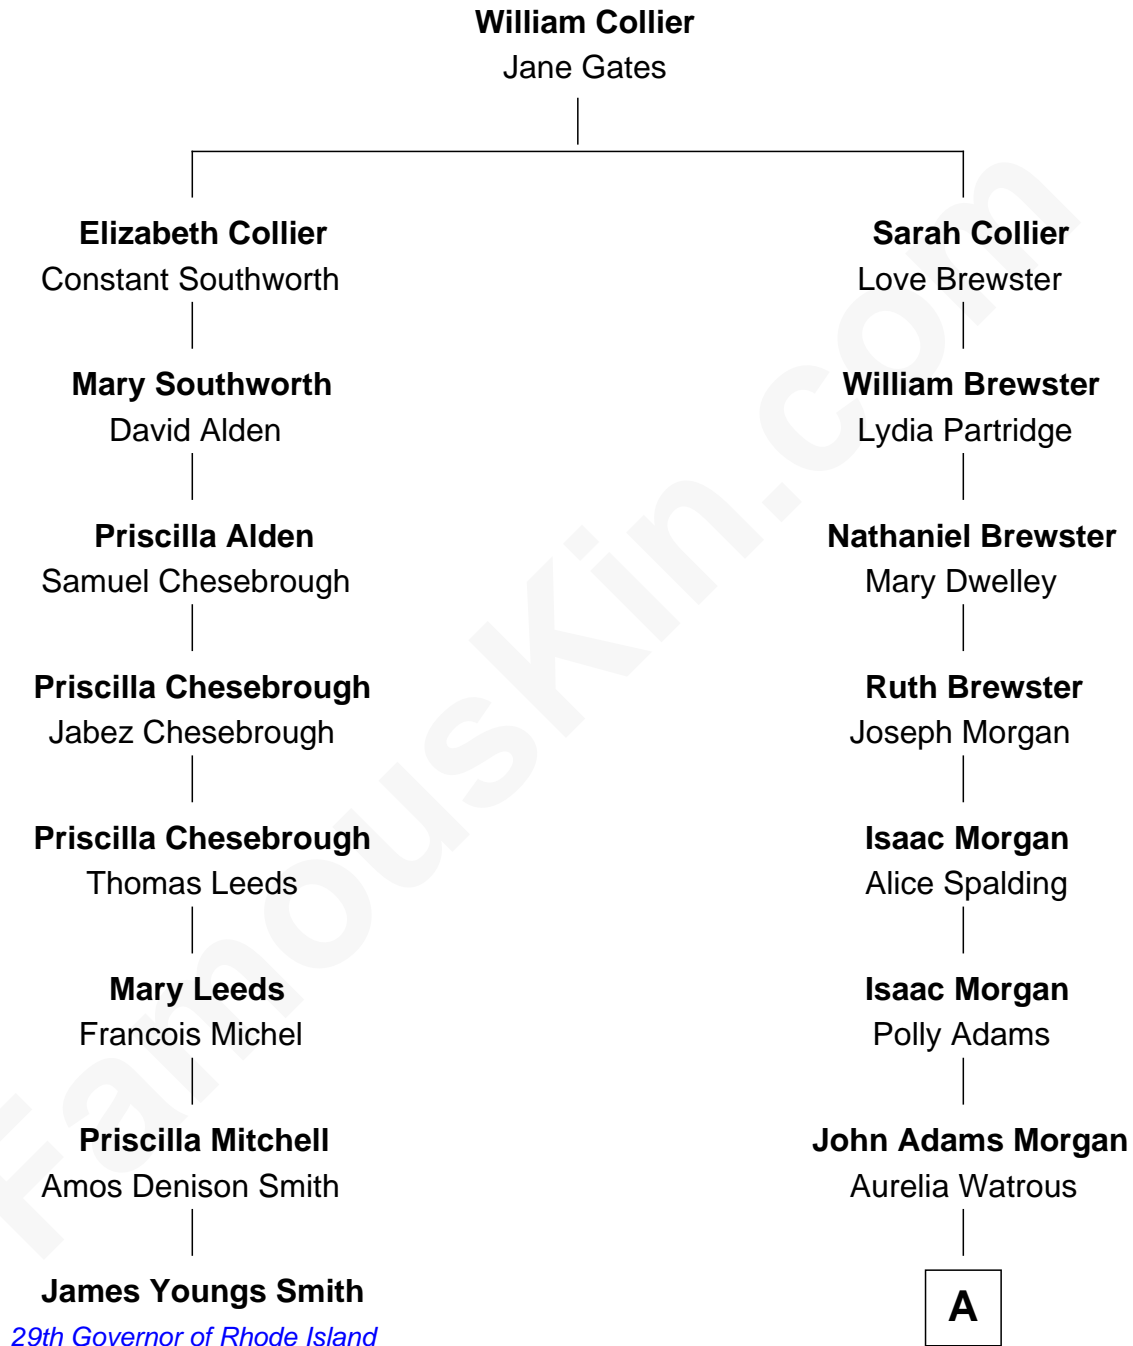 William Collier
Jane Gates
Elizabeth Collier
Constant Southworth
Sarah Collier
Love Brewster
Mary Southworth
David Alden
William Brewster
Lydia Partridge
Priscilla Alden
Samuel Chesebrough
Nathaniel Brewster
Mary Dwelley
Priscilla Chesebrough
Jabez Chesebrough
Ruth Brewster
Joseph Morgan
Priscilla Chesebrough
Thomas Leeds
Isaac Morgan
Alice Spalding
Mary Leeds
Francois Michel
Isaac Morgan
Polly Adams
Priscilla Mitchell
Amos Denison Smith
John Adams Morgan
Aurelia Watrous
James Youngs Smith
29th Governor of Rhode Island
A
FamousKin.com